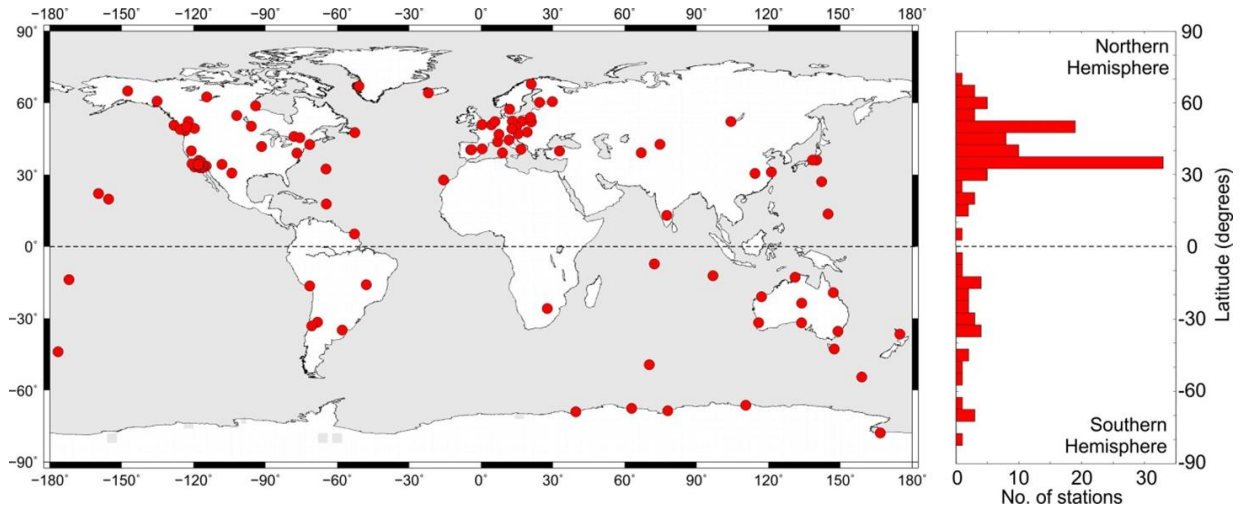 −180˚ −150˚ −120˚ −90˚ −60˚ −30˚ 0˚ 30˚ 60˚ 90˚ 120˚ 150˚ 180˚
90˚ 90
60˚ 60
30˚ 30
0˚ 0
−30˚ -30
−60˚ -60
−90˚ -90
−180˚ −150˚ −120˚ −90˚ −60˚ −30˚ 0˚ 30˚ 60˚ 90˚ 120˚ 150˚ 180˚
Northern
Hemisphere
Southern
Hemisphere
Latitude (degrees)
0 10 20 30
No. of stations